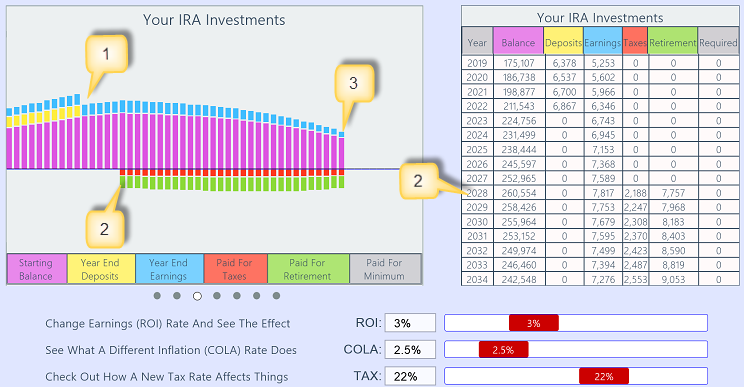 Your IRA Investments
1
3
2
Starting Balance
Year End Deposits
Year End Earnings
Paid For Taxes
Paid For Retirement
Paid For Minimum
Your IRA Investments
Year Balance Deposits Earnings Taxes Retirement Required
2019 175,107 6,378 5,253 0 0 0
2020 186,738 6,537 5,602 0 0 0
2021 198,877 6,700 5,966 0 0 0
2022 211,543 6,867 6,346 0 0 0
2023 224,756 0 6,743 0 0 0
2024 231,499 0 6,945 0 0 0
2025 238,444 0 7,153 0 0 0
2026 245,597 0 7,368 0 0 0
2027 252,965 0 7,589 0 0 0
2
2028 260,554 0 7,817 2,188 7,757 0
2029 258,426 0 7,753 2,247 7,968 0
2030 255,964 0 7,679 2,308 8,183 0
2031 253,152 0 7,595 2,370 8,403 0
2032 249,974 0 7,499 2,423 8,590 0
2033 246,460 0 7,394 2,487 8,819 0
2034 242,548 0 7,276 2,553 9,053 0
Change Earnings (ROI) Rate And See The Effect ROI: 3% 3%
See What A Different Inflation (COLA) Rate Does COLA: 2.5% 2.5%
Check Out How A New Tax Rate Affects Things TAX: 22% 22%